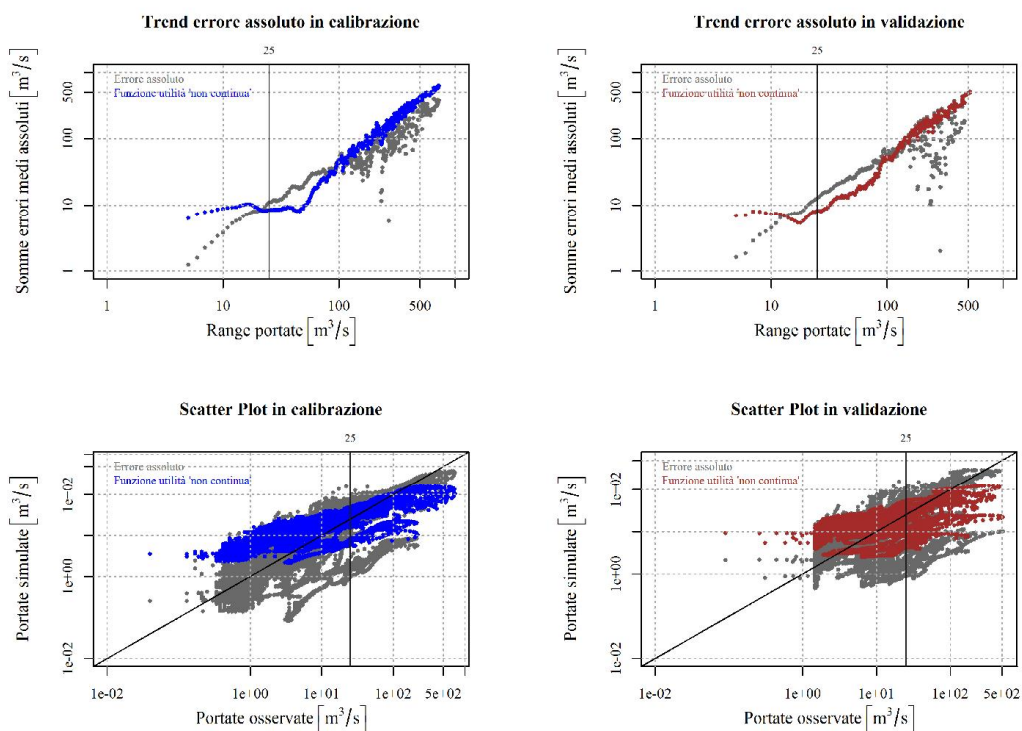 Trend errore assoluto in calibrazione
25
Errore assoluto
Funzione utilità 'non continua'
Somme errori medi assoluti [m³/s]
500
100
10
1
1
10
100
500
Range portate [m³/s]
Trend errore assoluto in validazione
25
Errore assoluto
Funzione utilità 'non continua'
Somme errori medi assoluti [m³/s]
500
100
10
1
1
10
100
500
Range portate [m³/s]
Scatter Plot in calibrazione
25
Errore assoluto
Funzione utilità 'non continua'
Portate simulate [m³/s]
1e+02
1e+00
1e-02
1e-02
1e+00
1e+01
1e+02
5e+02
Portate osservate [m³/s]
Scatter Plot in validazione
25
Errore assoluto
Funzione utilità 'non continua'
Portate simulate [m³/s]
1e+02
1e+00
1e-02
1e-02
1e+00
1e+01
1e+02
5e+02
Portate osservate [m³/s]